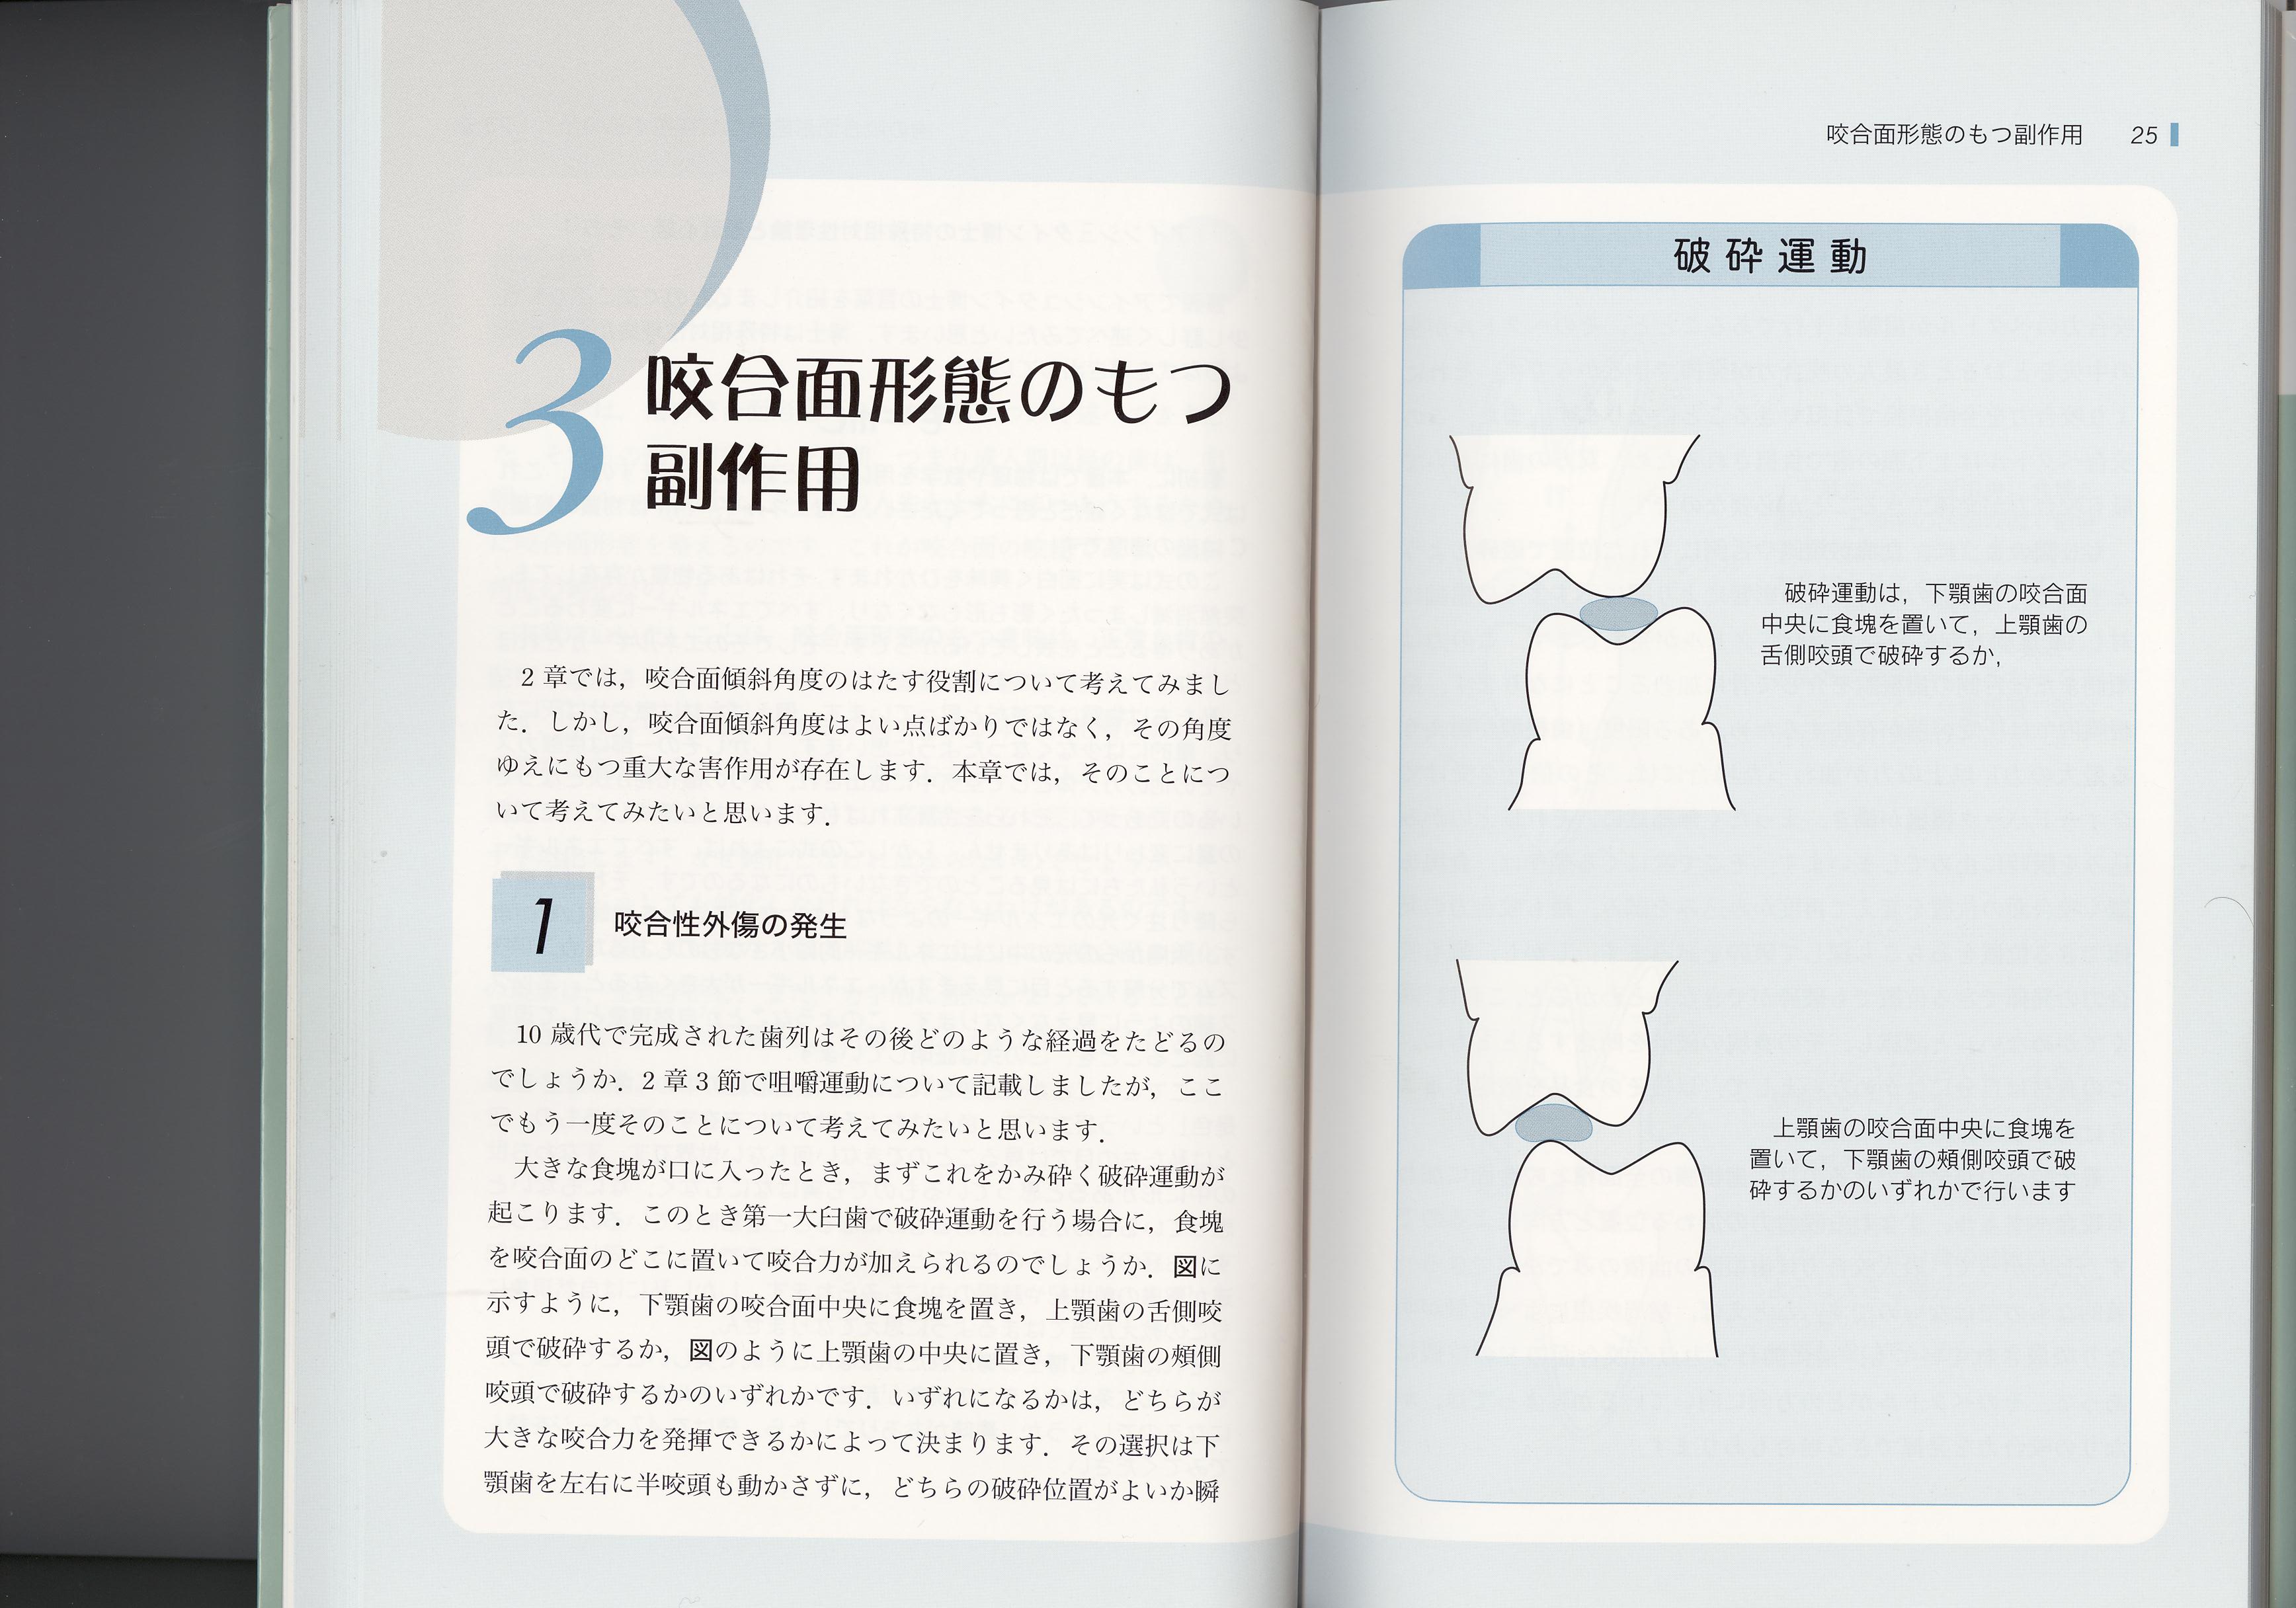 3
咬合面形態のもつ
副作用
2章では，咬合面傾斜角度のはたす役割について考えてみまし
た．しかし，咬合面傾斜角度はよい点ばかりではなく，その角度
ゆえにもつ重大な害作用が存在します．本章では，そのことにつ
いて考えてみたいと思います．
1
咬合性外傷の発生
10歳代で完成された歯列はその後どのような経過をたどるの
でしょうか．2章3節で咀嚼運動について記載しましたが，ここ
でもう一度そのことについて考えてみたいと思います．
大きな食塊が口に入ったとき，まずこれをかみ砕く破砕運動が
起こります．このとき第一大臼歯で破砕運動を行う場合に，食塊
を咬合面のどこに置いて咬合力が加えられるのでしょうか．図に
示すように，下顎歯の咬合面中央に食塊を置き，上顎歯の舌側咬
頭で破砕するか，図のように上顎歯の中央に置き，下顎歯の頰側
咬頭で破砕するかのいずれかです．いずれになるかは，どちらが
大きな咬合力を発揮できるかによって決まります．その選択は下
顎歯を左右に半咬頭も動かさずに，どちらの破砕位置がよいか瞬
咬合面形態のもつ副作用 25
破砕運動
破砕運動は，下顎歯の咬合面
中央に食塊を置いて，上顎歯の
舌側咬頭で破砕するか，
上顎歯の咬合面中央に食塊を
置いて，下顎歯の頰側咬頭で破
砕するかのいずれかで行います